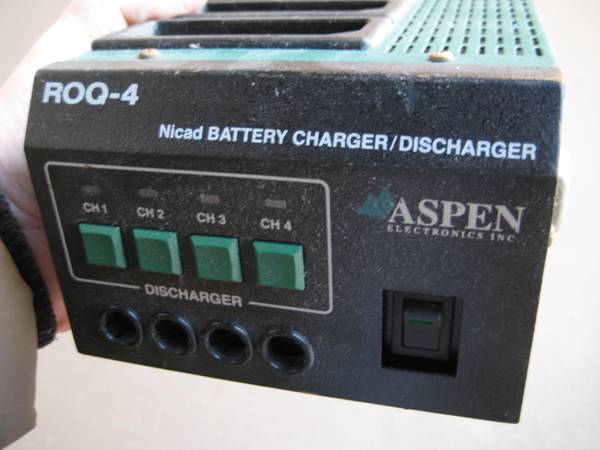 ROQ-4
Nicad BATTERY CHARGER/DISCHARGER
CH 1 CH 2 CH 3 CH 4
DISCHARGER
ASPEN
ELECTRONICS INC